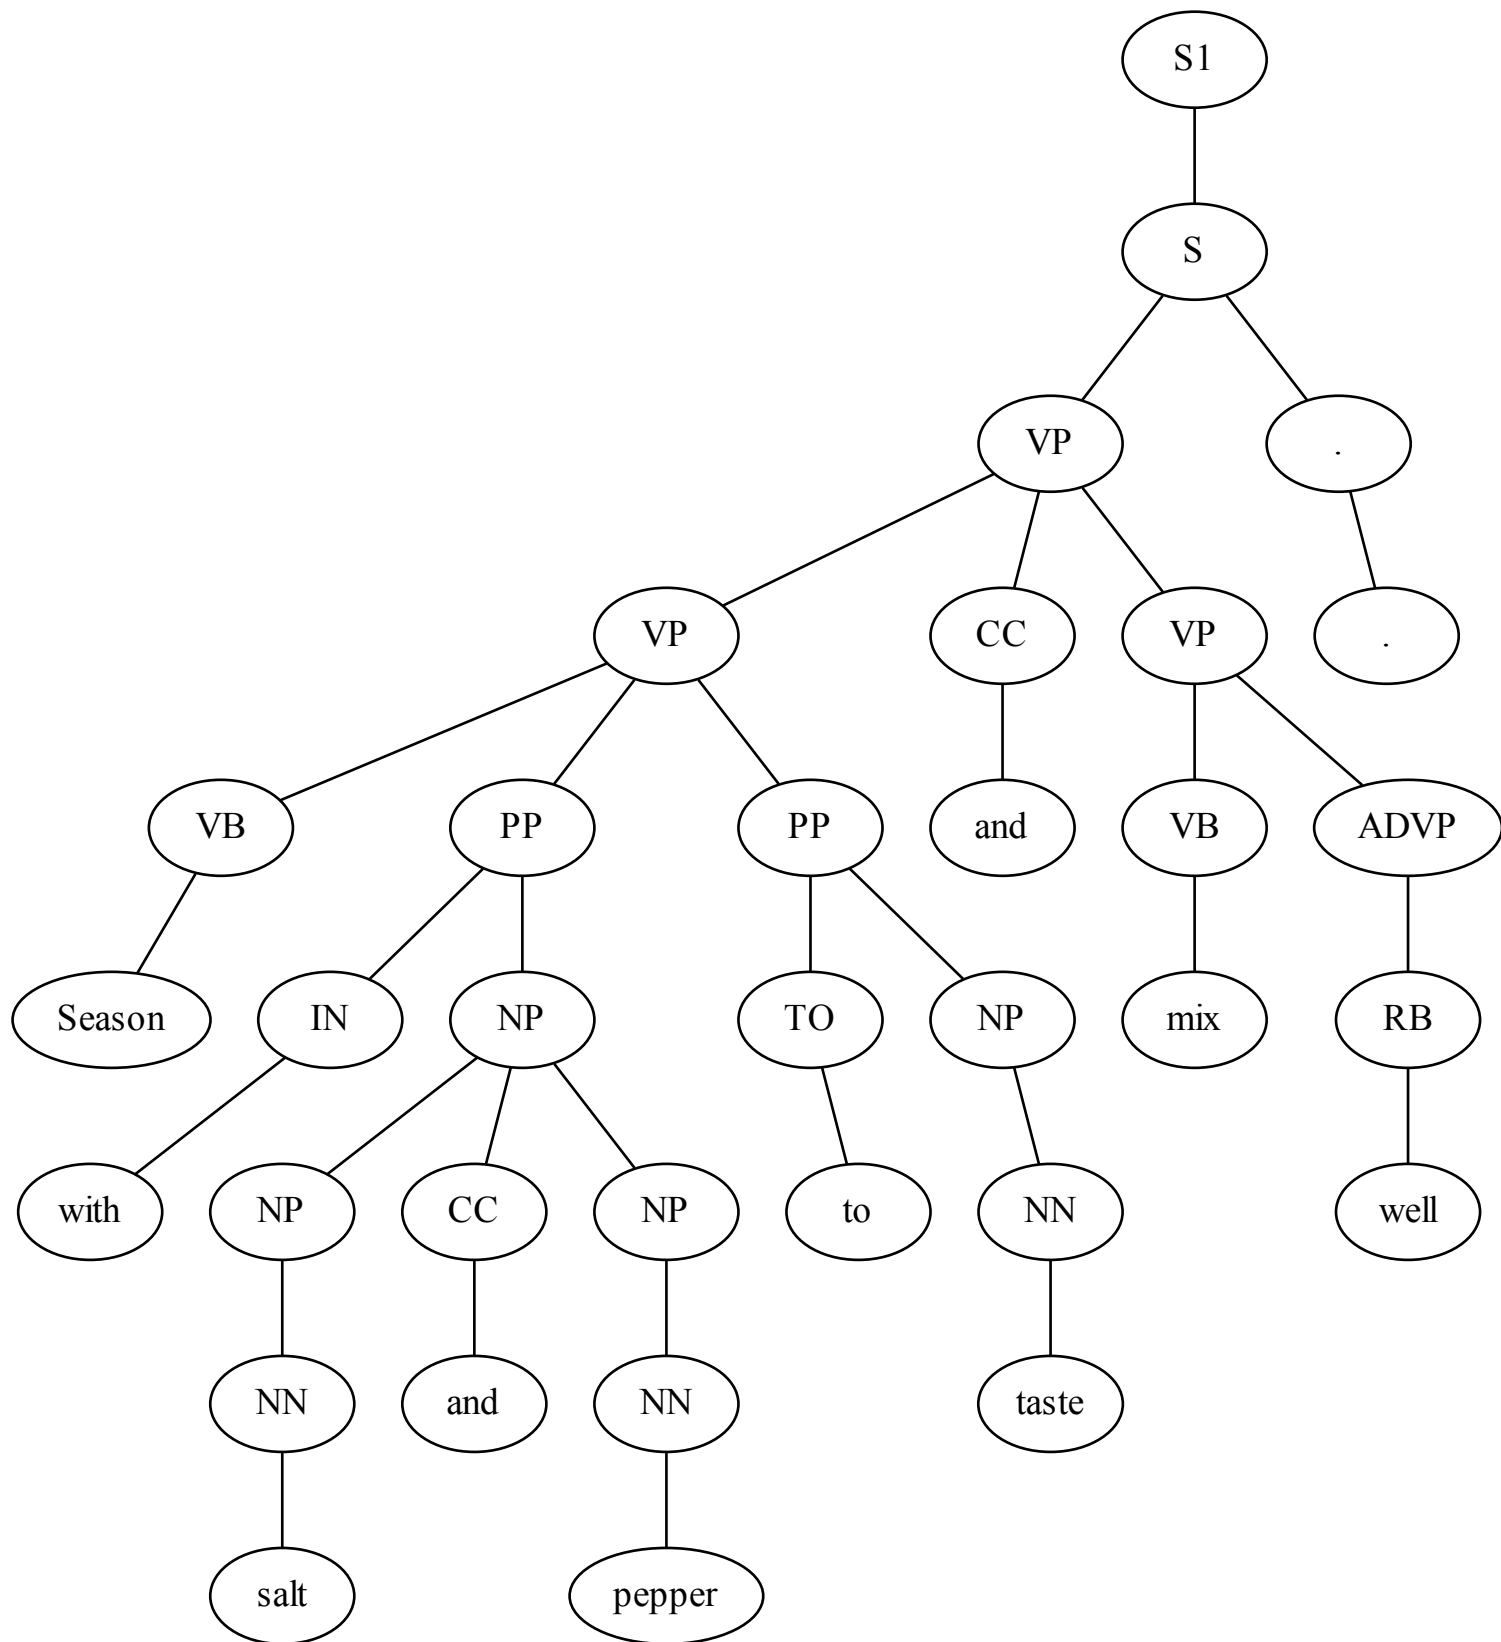 S1
S
VP .
VP CC VP .
VB PP PP and VB ADVP
Season IN NP TO NP mix RB
with NP CC NP to NN well
NN and NN taste
salt pepper